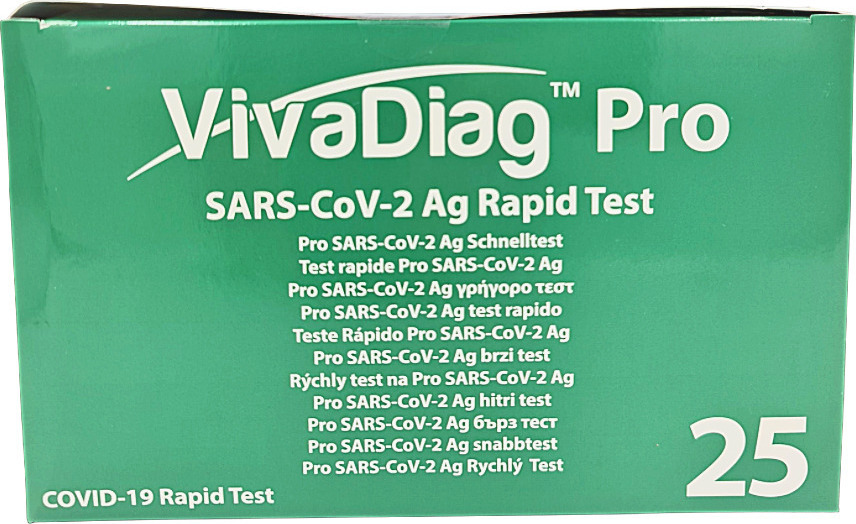 VivaDiag™ Pro
SARS-CoV-2 Ag Rapid Test
Pro SARS-CoV-2 Ag Schnelltest
Test rapide Pro SARS-CoV-2 Ag
Pro SARS-CoV-2 Ag γρήγορο τεστ
Pro SARS-CoV-2 Ag test rapido
Teste Rápido Pro SARS-CoV-2 Ag
Pro SARS-CoV-2 Ag brzi test
Rýchly test na Pro SARS-CoV-2 Ag
Pro SARS-CoV-2 Ag hitri test
Pro SARS-CoV-2 Ag бърз тест
Pro SARS-CoV-2 Ag snabbtest
Pro SARS-CoV-2 Ag Rychlý Test
COVID-19 Rapid Test
25